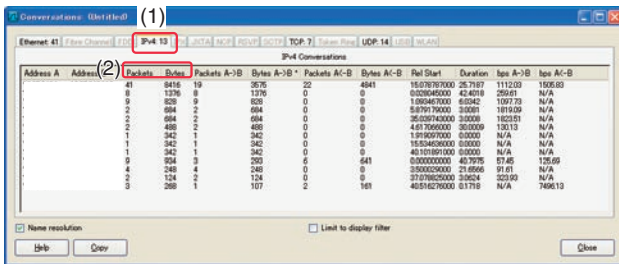 (1)
Conversations (Untitled)
Ethernet: 41 Fibre Channel FDDI IPv4: 13 IPX JXTA NCP RSVP SCTP TCP: 7 Token Ring UDP: 14 USB WLAN
IPv4 Conversations
(2)
Address A Address Packets Bytes Packets A->B Bytes A->B Packets A<-B Bytes A<-B Rel Start Duration bps A->B bps A<-B
41 8416 19 3575 22 4841 15.078787000 25.7187 1112.03 1505.83
8 1376 8 1376 0 0 0.028045000 42.4018 259.61 N/A
9 828 9 828 0 0 1.093467000 6.0342 1097.73 N/A
2 684 2 684 0 0 5.879179000 3.0081 1819.09 N/A
2 684 2 684 0 0 35.039743000 3.0008 1823.51 N/A
2 488 2 488 0 0 4.617066000 30.0009 130.13 N/A
1 342 1 342 0 0 1.919097000 0.0000 N/A N/A
1 342 1 342 0 0 15.534636000 0.0000 N/A N/A
1 342 1 342 0 0 40.101891000 0.0000 N/A N/A
9 934 3 293 6 641 0.000000000 40.7975 57.45 125.69
4 248 4 248 0 0 3.500029000 21.6566 91.61 N/A
2 124 2 124 0 0 37.078825000 3.0624 323.93 N/A
3 268 1 107 2 161 40.516276000 0.1718 N/A 7496.13
Name resolution Limit to display filter
Help Copy Close